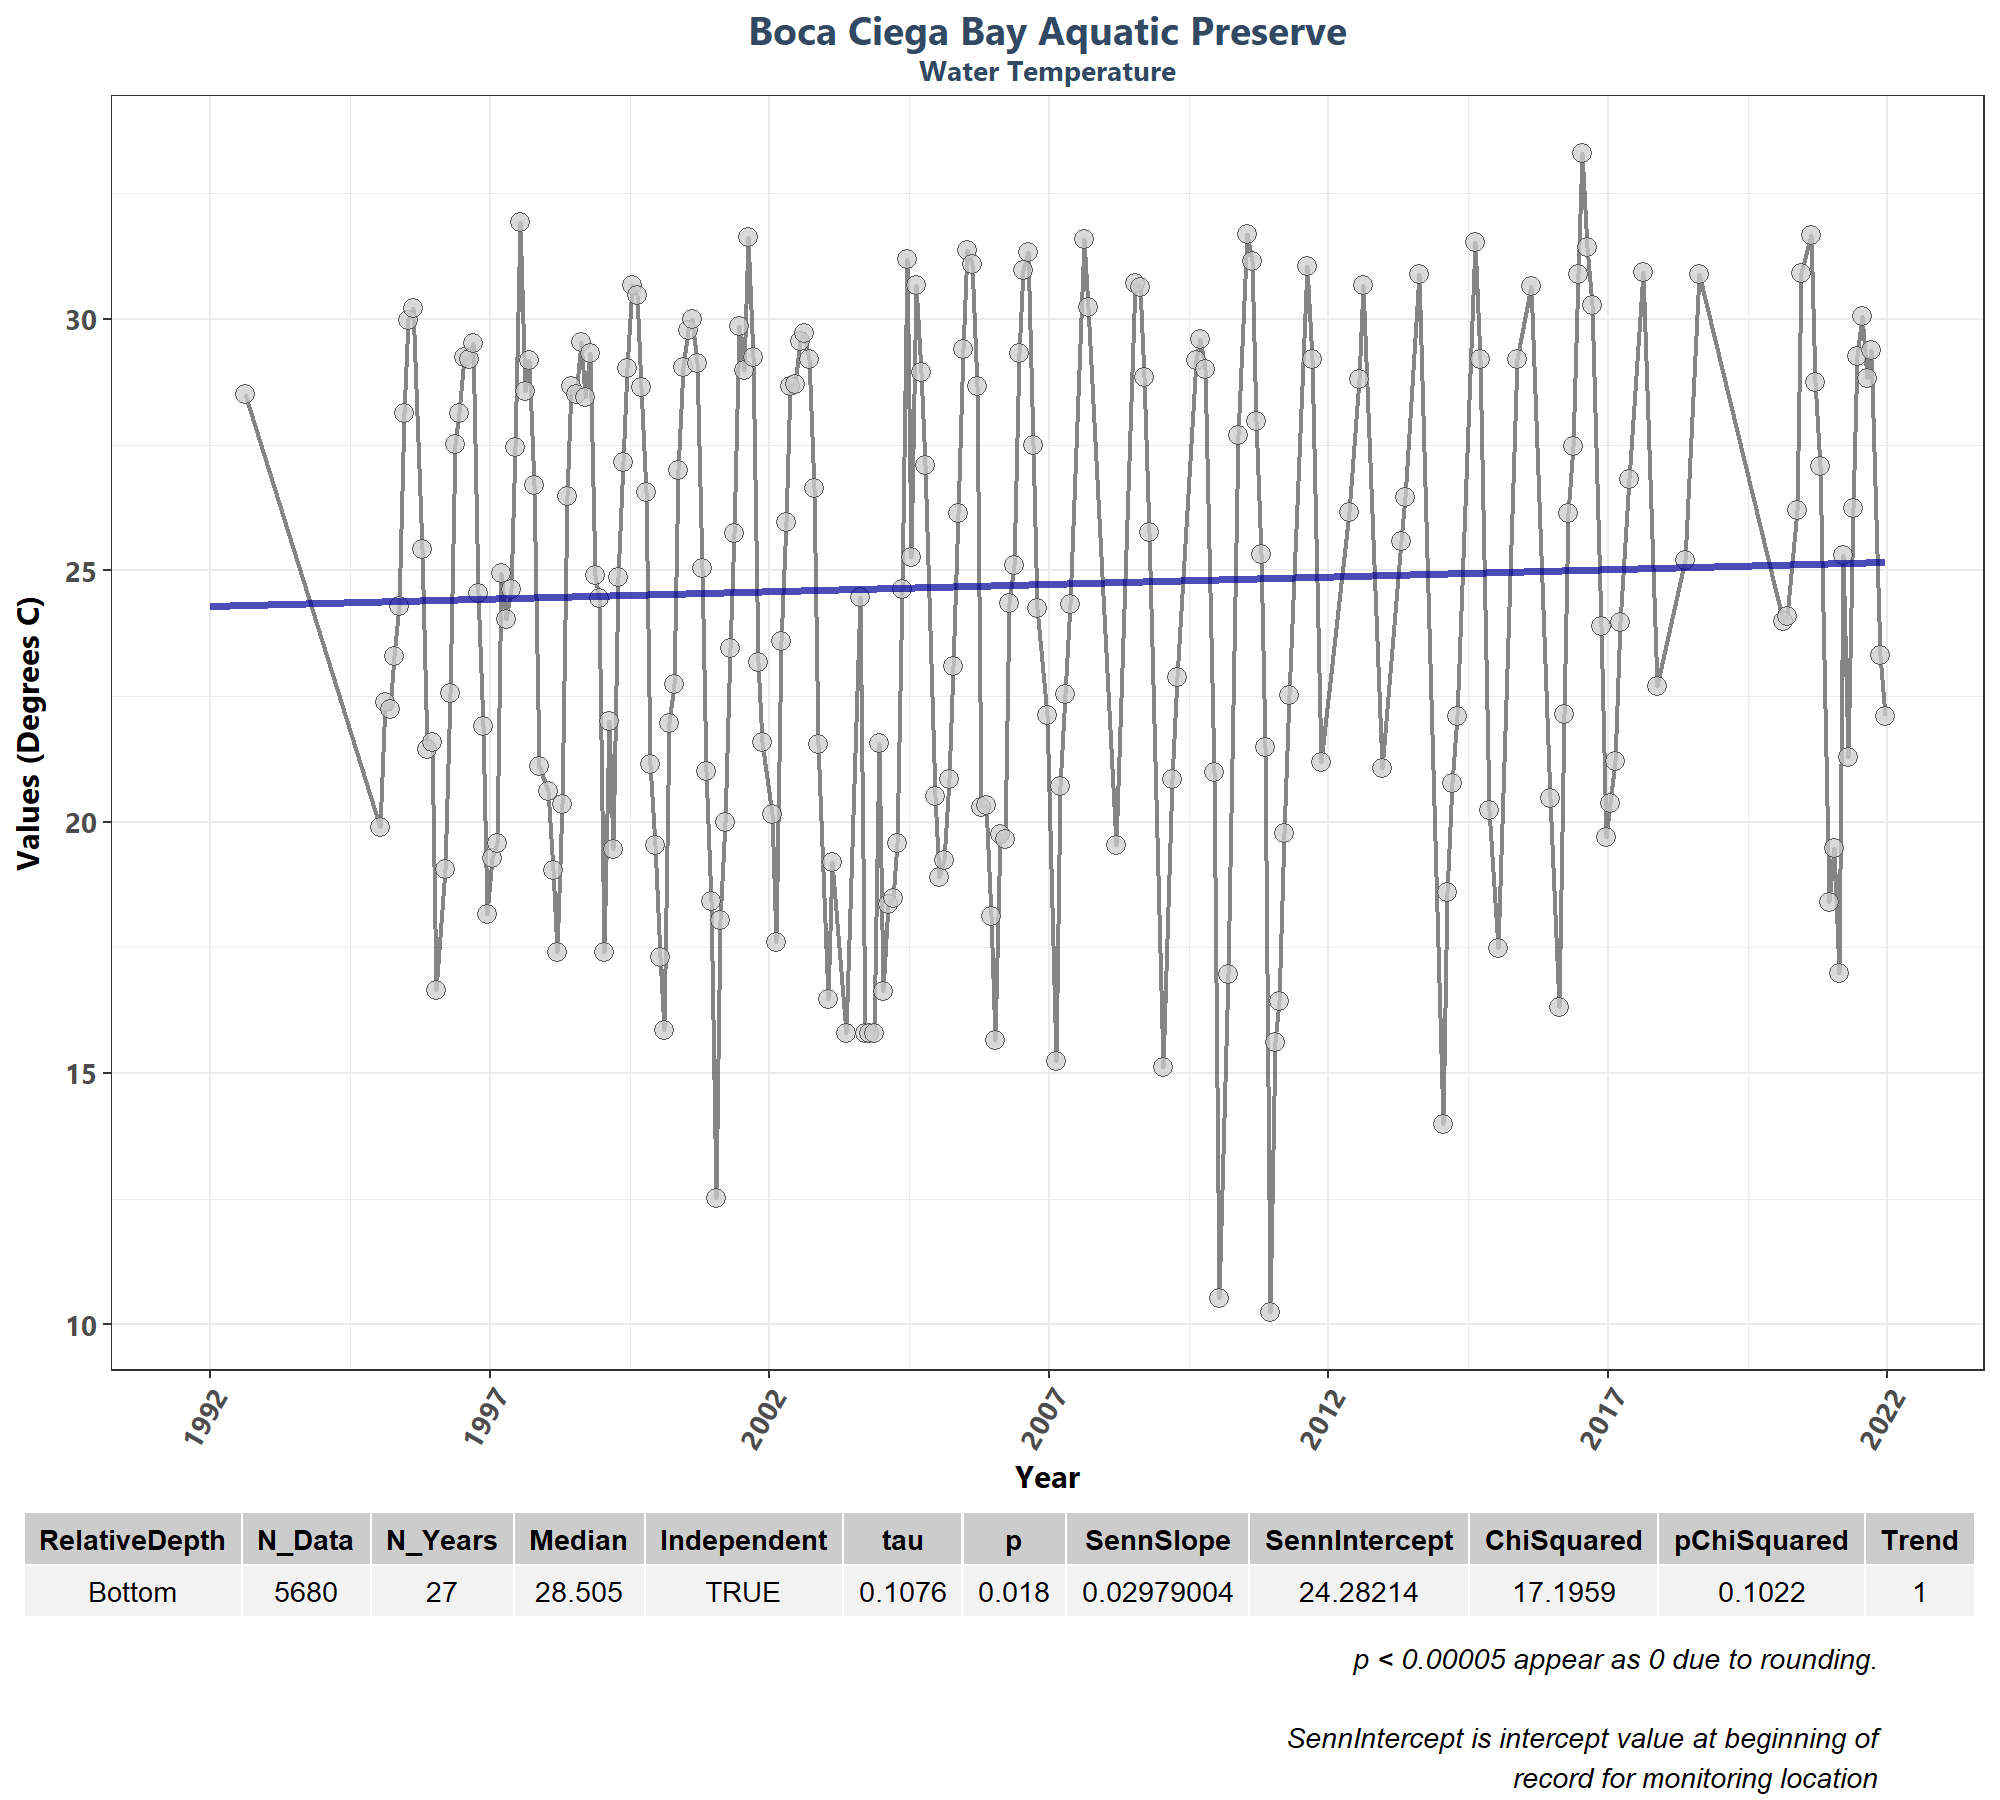 Boca Ciega Bay Aquatic Preserve
Water Temperature
Values (Degrees C)
30
25
20
15
10
1992 1997 2002 2007 2012 2017 2022
Year
RelativeDepth N_Data N_Years Median Independent tau p SennSlope SennIntercept ChiSquared pChiSquared Trend
Bottom 5680 27 28.505 TRUE 0.1076 0.018 0.02979004 24.28214 17.1959 0.1022 1
p < 0.00005 appear as 0 due to rounding.
SennIntercept is intercept value at beginning of
record for monitoring location